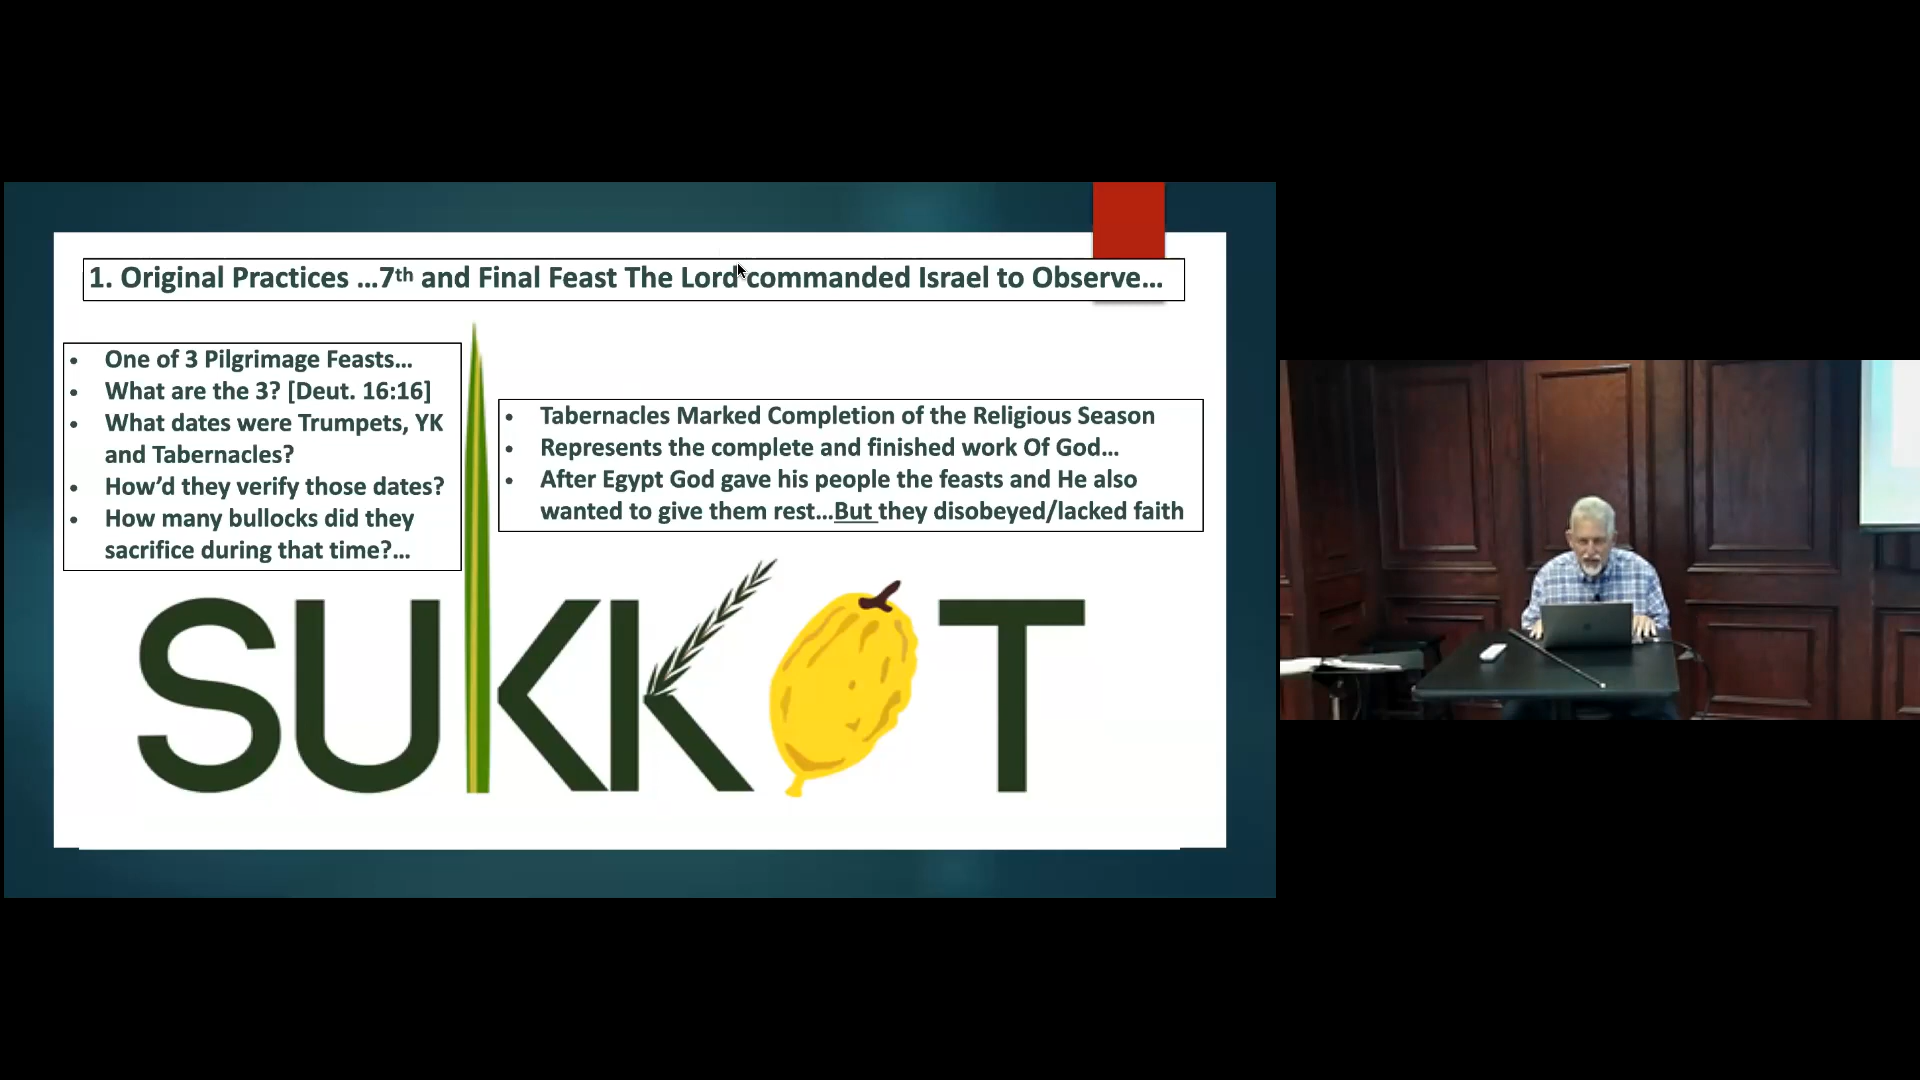 1. Original Practices …7th and Final Feast The Lord commanded Israel to Observe…
• One of 3 Pilgrimage Feasts…
• What are the 3? [Deut. 16:16]
• What dates were Trumpets, YK
and Tabernacles?
• How’d they verify those dates?
• How many bullocks did they
sacrifice during that time?…
• Tabernacles Marked Completion of the Religious Season
• Represents the complete and finished work Of God…
• After Egypt God gave his people the feasts and He also
wanted to give them rest…But they disobeyed/lacked faith
SUKKOT